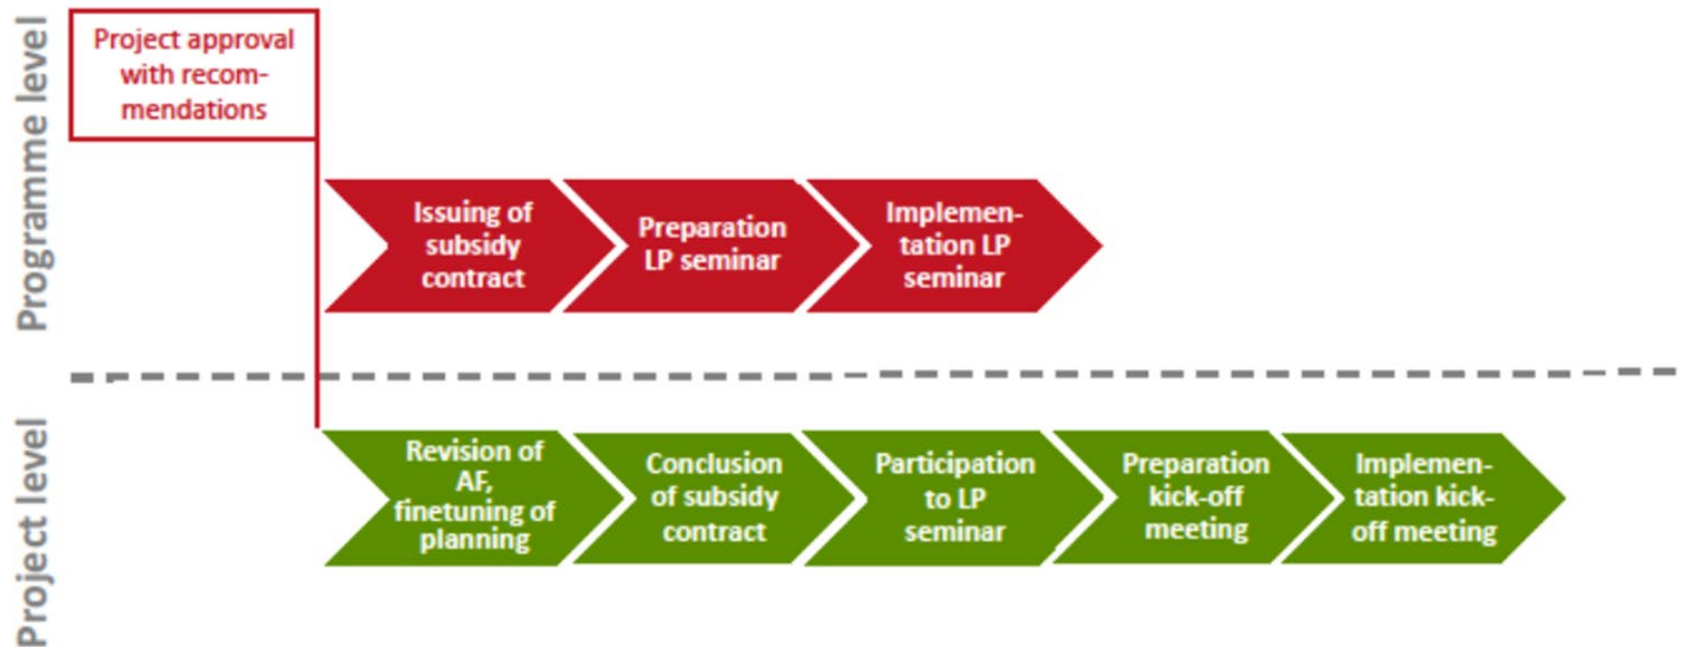 Programme level
Project approval
with recom-
mendations
Issuing of
subsidy
contract
Preparation
LP seminar
Implemen-
tation LP
seminar
Project level
Revision of
AF,
finetuning of
planning
Conclusion
of subsidy
contract
Participation
to LP
seminar
Preparation
kick-off
meeting
Implemen-
tation kick-
off meeting